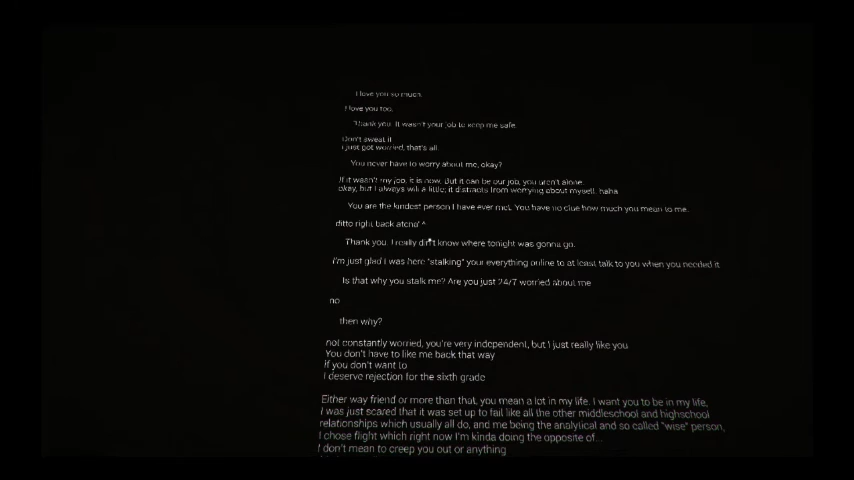 I love you so much.
I love you too.
Thank you. It wasn't your job to keep me safe.
Don't sweat it
i just got worried, that's all.
You never have to worry about me, okay?
If it wasn't my job, it is now. But it can be our job, you aren't alone.
okay, but I always will a little; it distracts from worrying about myself. haha
You are the kindest person I have ever met. You have no clue how much you mean to me.
ditto right back atcha' ^
Thank you. I really din't know where tonight was gonna go.
I'm just glad I was here "stalking" your everything online to at least talk to you when you needed it
Is that why you stalk me? Are you just 24/7 worried about me
no
then why?
not constantly worried, you're very independent, but I just really like you
You don't have to like me back that way
if you don't want to
I deserve rejection for the sixth grade
Either way friend or more than that, you mean a lot in my life. I want you to be in my life,
I was just scared that it was set up to fail like all the other middleschool and highschool
relationships which usually all do, and me being the analytical and so called "wise" person,
I chose flight which right now I'm kinda doing the opposite of...
I don't mean to creep you out or anything